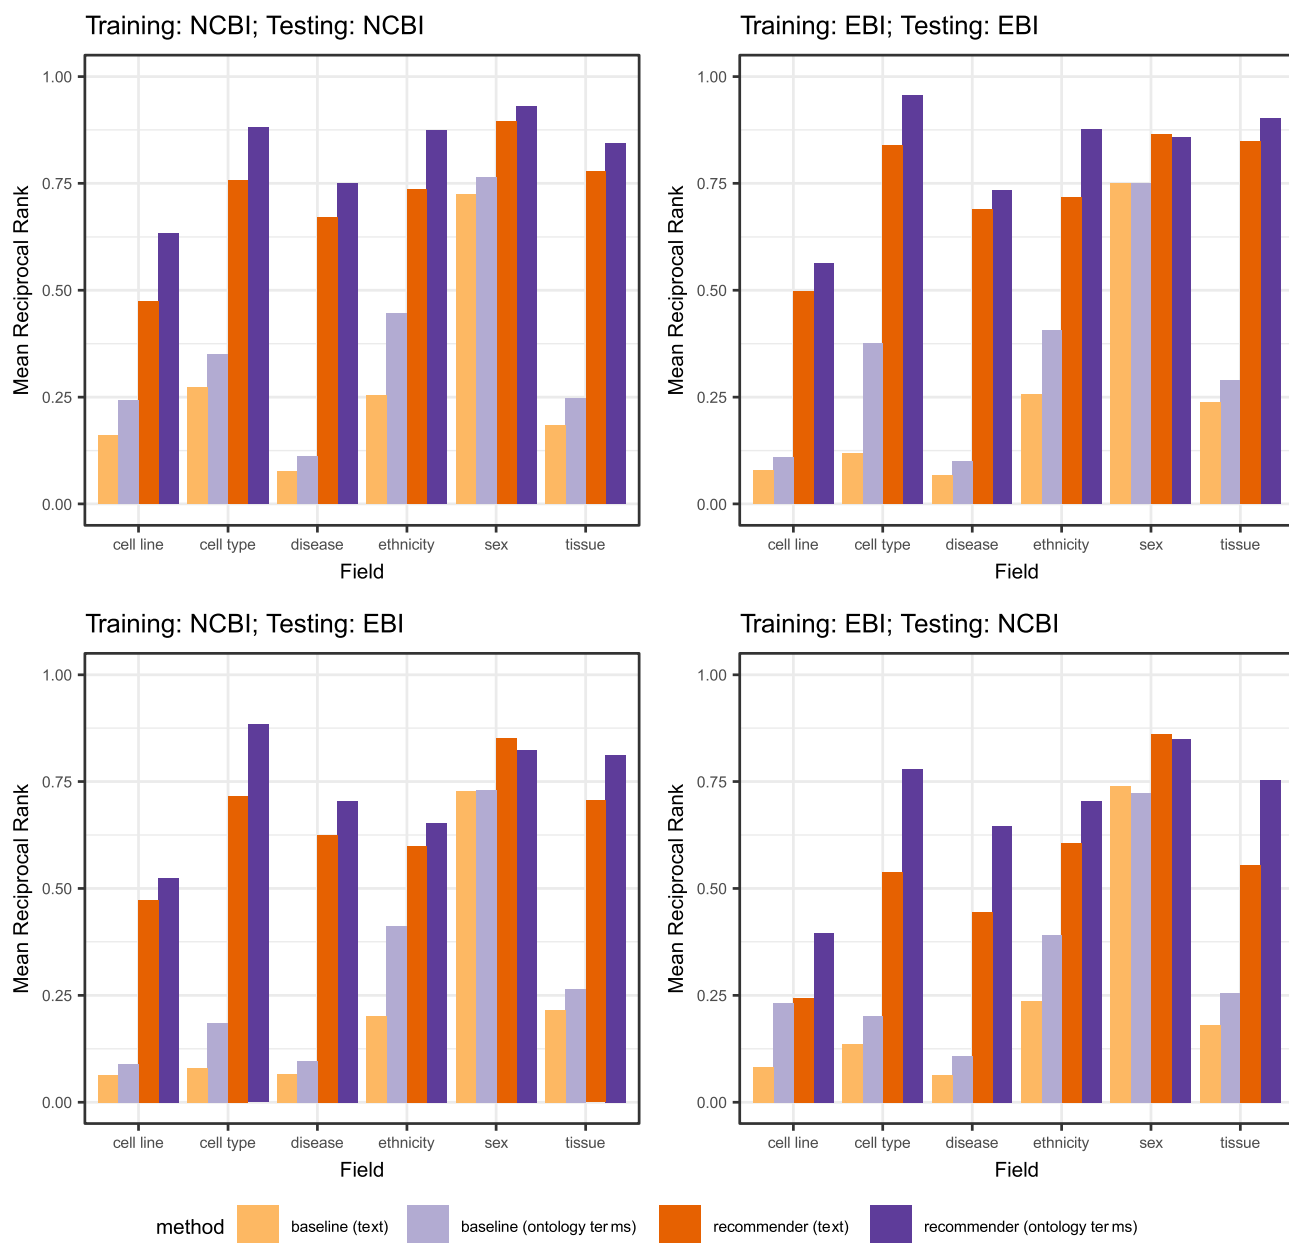 Training: NCBI; Testing: NCBI
Mean Reciprocal Rank
1.00
0.75
0.50
0.25
0.00
cell line cell type disease ethnicity sex tissue
Field
Training: EBI; Testing: EBI
Mean Reciprocal Rank
1.00
0.75
0.50
0.25
0.00
cell line cell type disease ethnicity sex tissue
Field
Training: NCBI; Testing: EBI
Mean Reciprocal Rank
1.00
0.75
0.50
0.25
0.00
cell line cell type disease ethnicity sex tissue
Field
Training: EBI; Testing: NCBI
Mean Reciprocal Rank
1.00
0.75
0.50
0.25
0.00
cell line cell type disease ethnicity sex tissue
Field
method baseline (text) baseline (ontology terms) recommender (text) recommender (ontology terms)